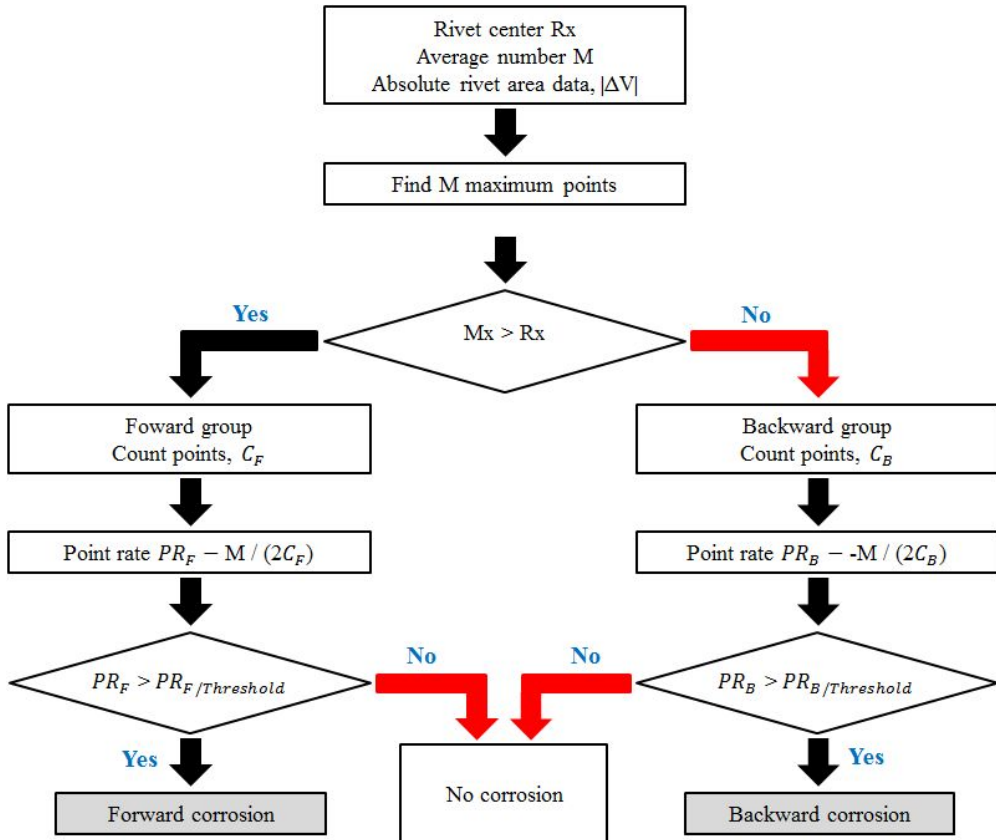 Rivet center Rx
Average number M
Absolute rivet area data, |ΔV|
Find M maximum points
Mx > Rx
Yes
No
Foward group
Count points, C_F
Backward group
Count points, C_B
Point rate PR_F − M / (2C_F)
Point rate PR_B − -M / (2C_B)
PR_F > PR_F/Threshold
No
No
PR_B > PR_B/Threshold
Yes
Yes
Forward corrosion
No corrosion
Backward corrosion